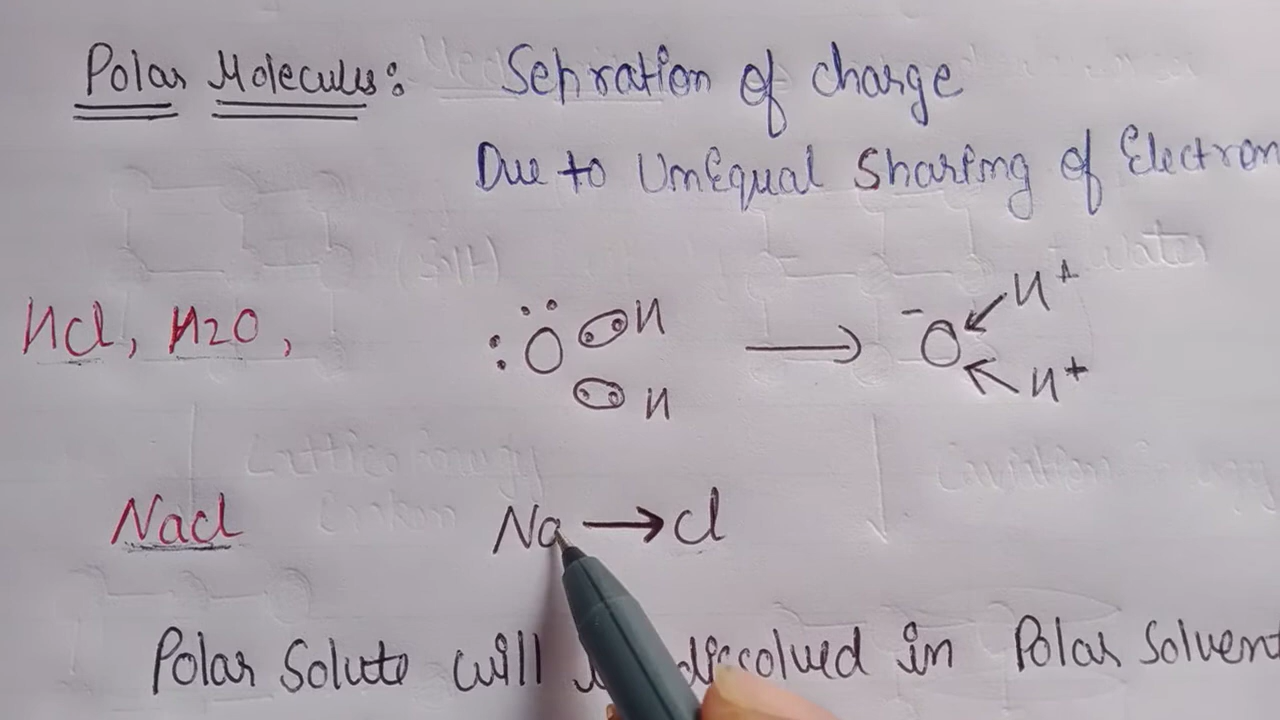 Polar Molecules: Sepration of charge
Due to UnEqual Sharing of Electron
HCl, H2O, :Ö H H → ⁻O H⁺ H⁺
NaCl Na → Cl
Polar Solute will dissolved in Polar Solvent